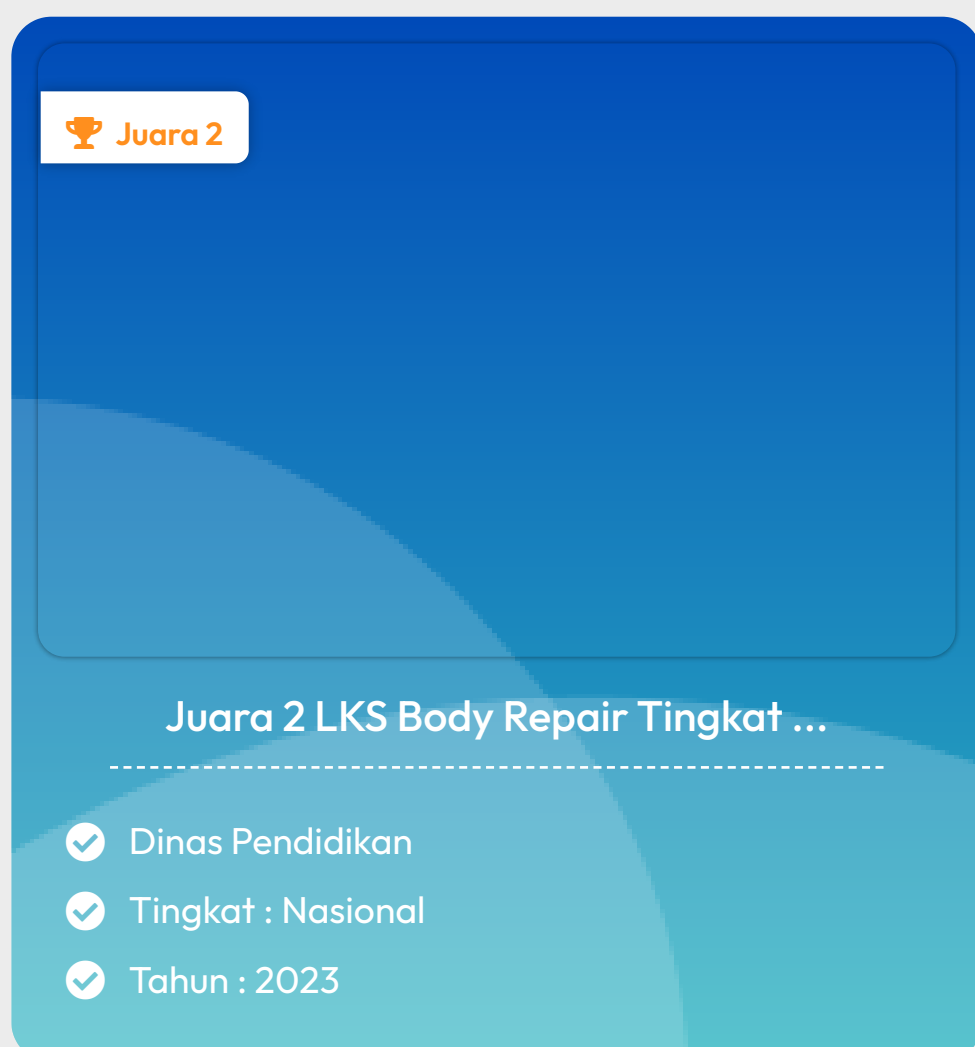 Juara 2
Juara 2 LKS Body Repair Tingkat ...
Dinas Pendidikan
Tingkat : Nasional
Tahun : 2023